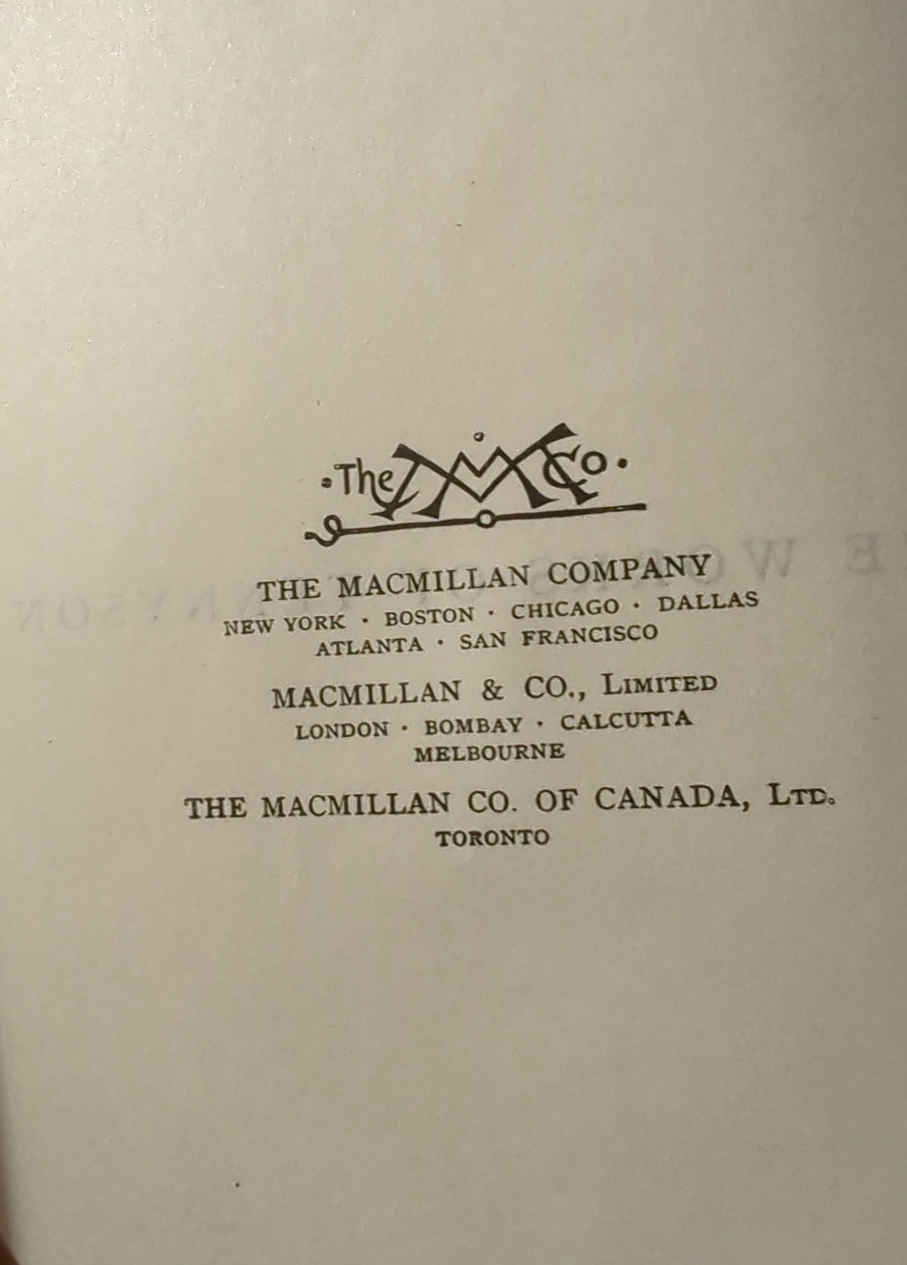 ·The M Co·
THE MACMILLAN COMPANY
NEW YORK · BOSTON · CHICAGO · DALLAS
ATLANTA · SAN FRANCISCO
MACMILLAN & CO., LIMITED
LONDON · BOMBAY · CALCUTTA
MELBOURNE
THE MACMILLAN CO. OF CANADA, LTD.
TORONTO